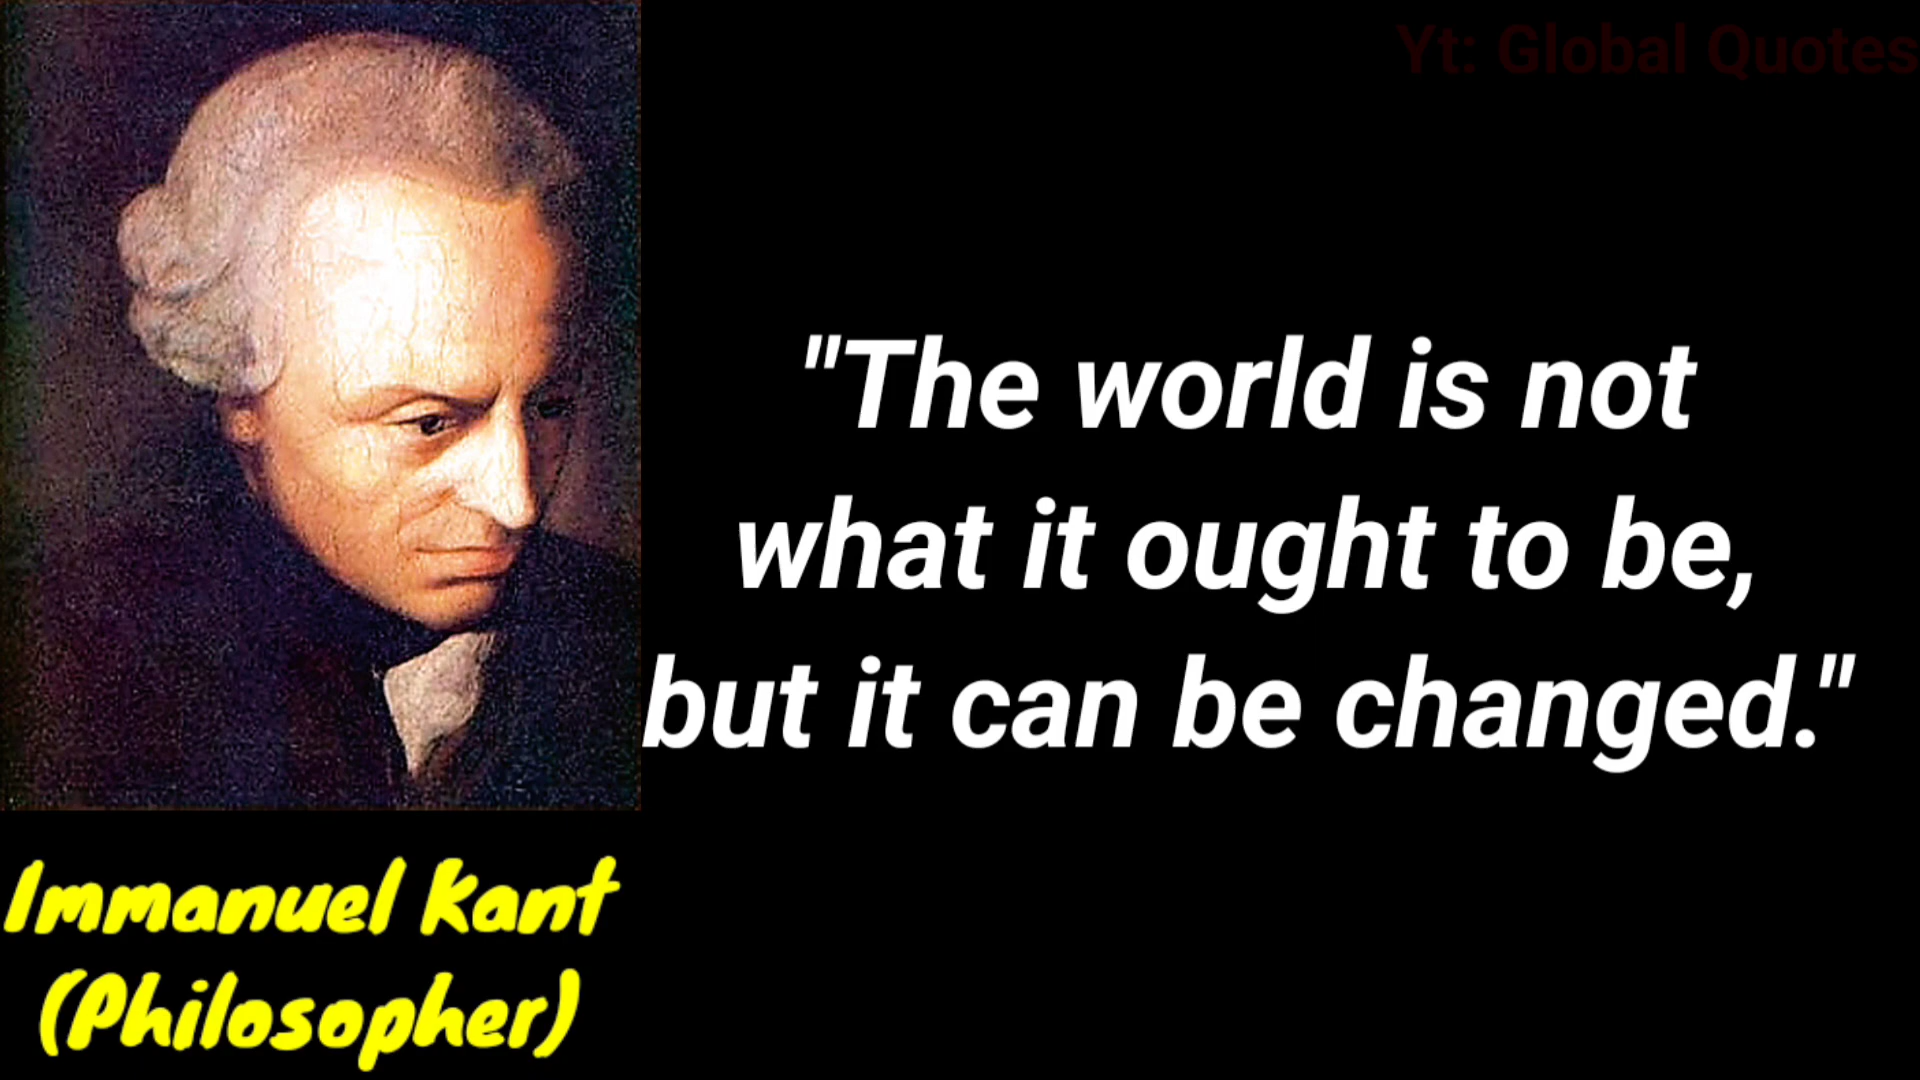 Yt: Global Quotes
"The world is not
what it ought to be,
but it can be changed."
Immanuel Kant
(Philosopher)